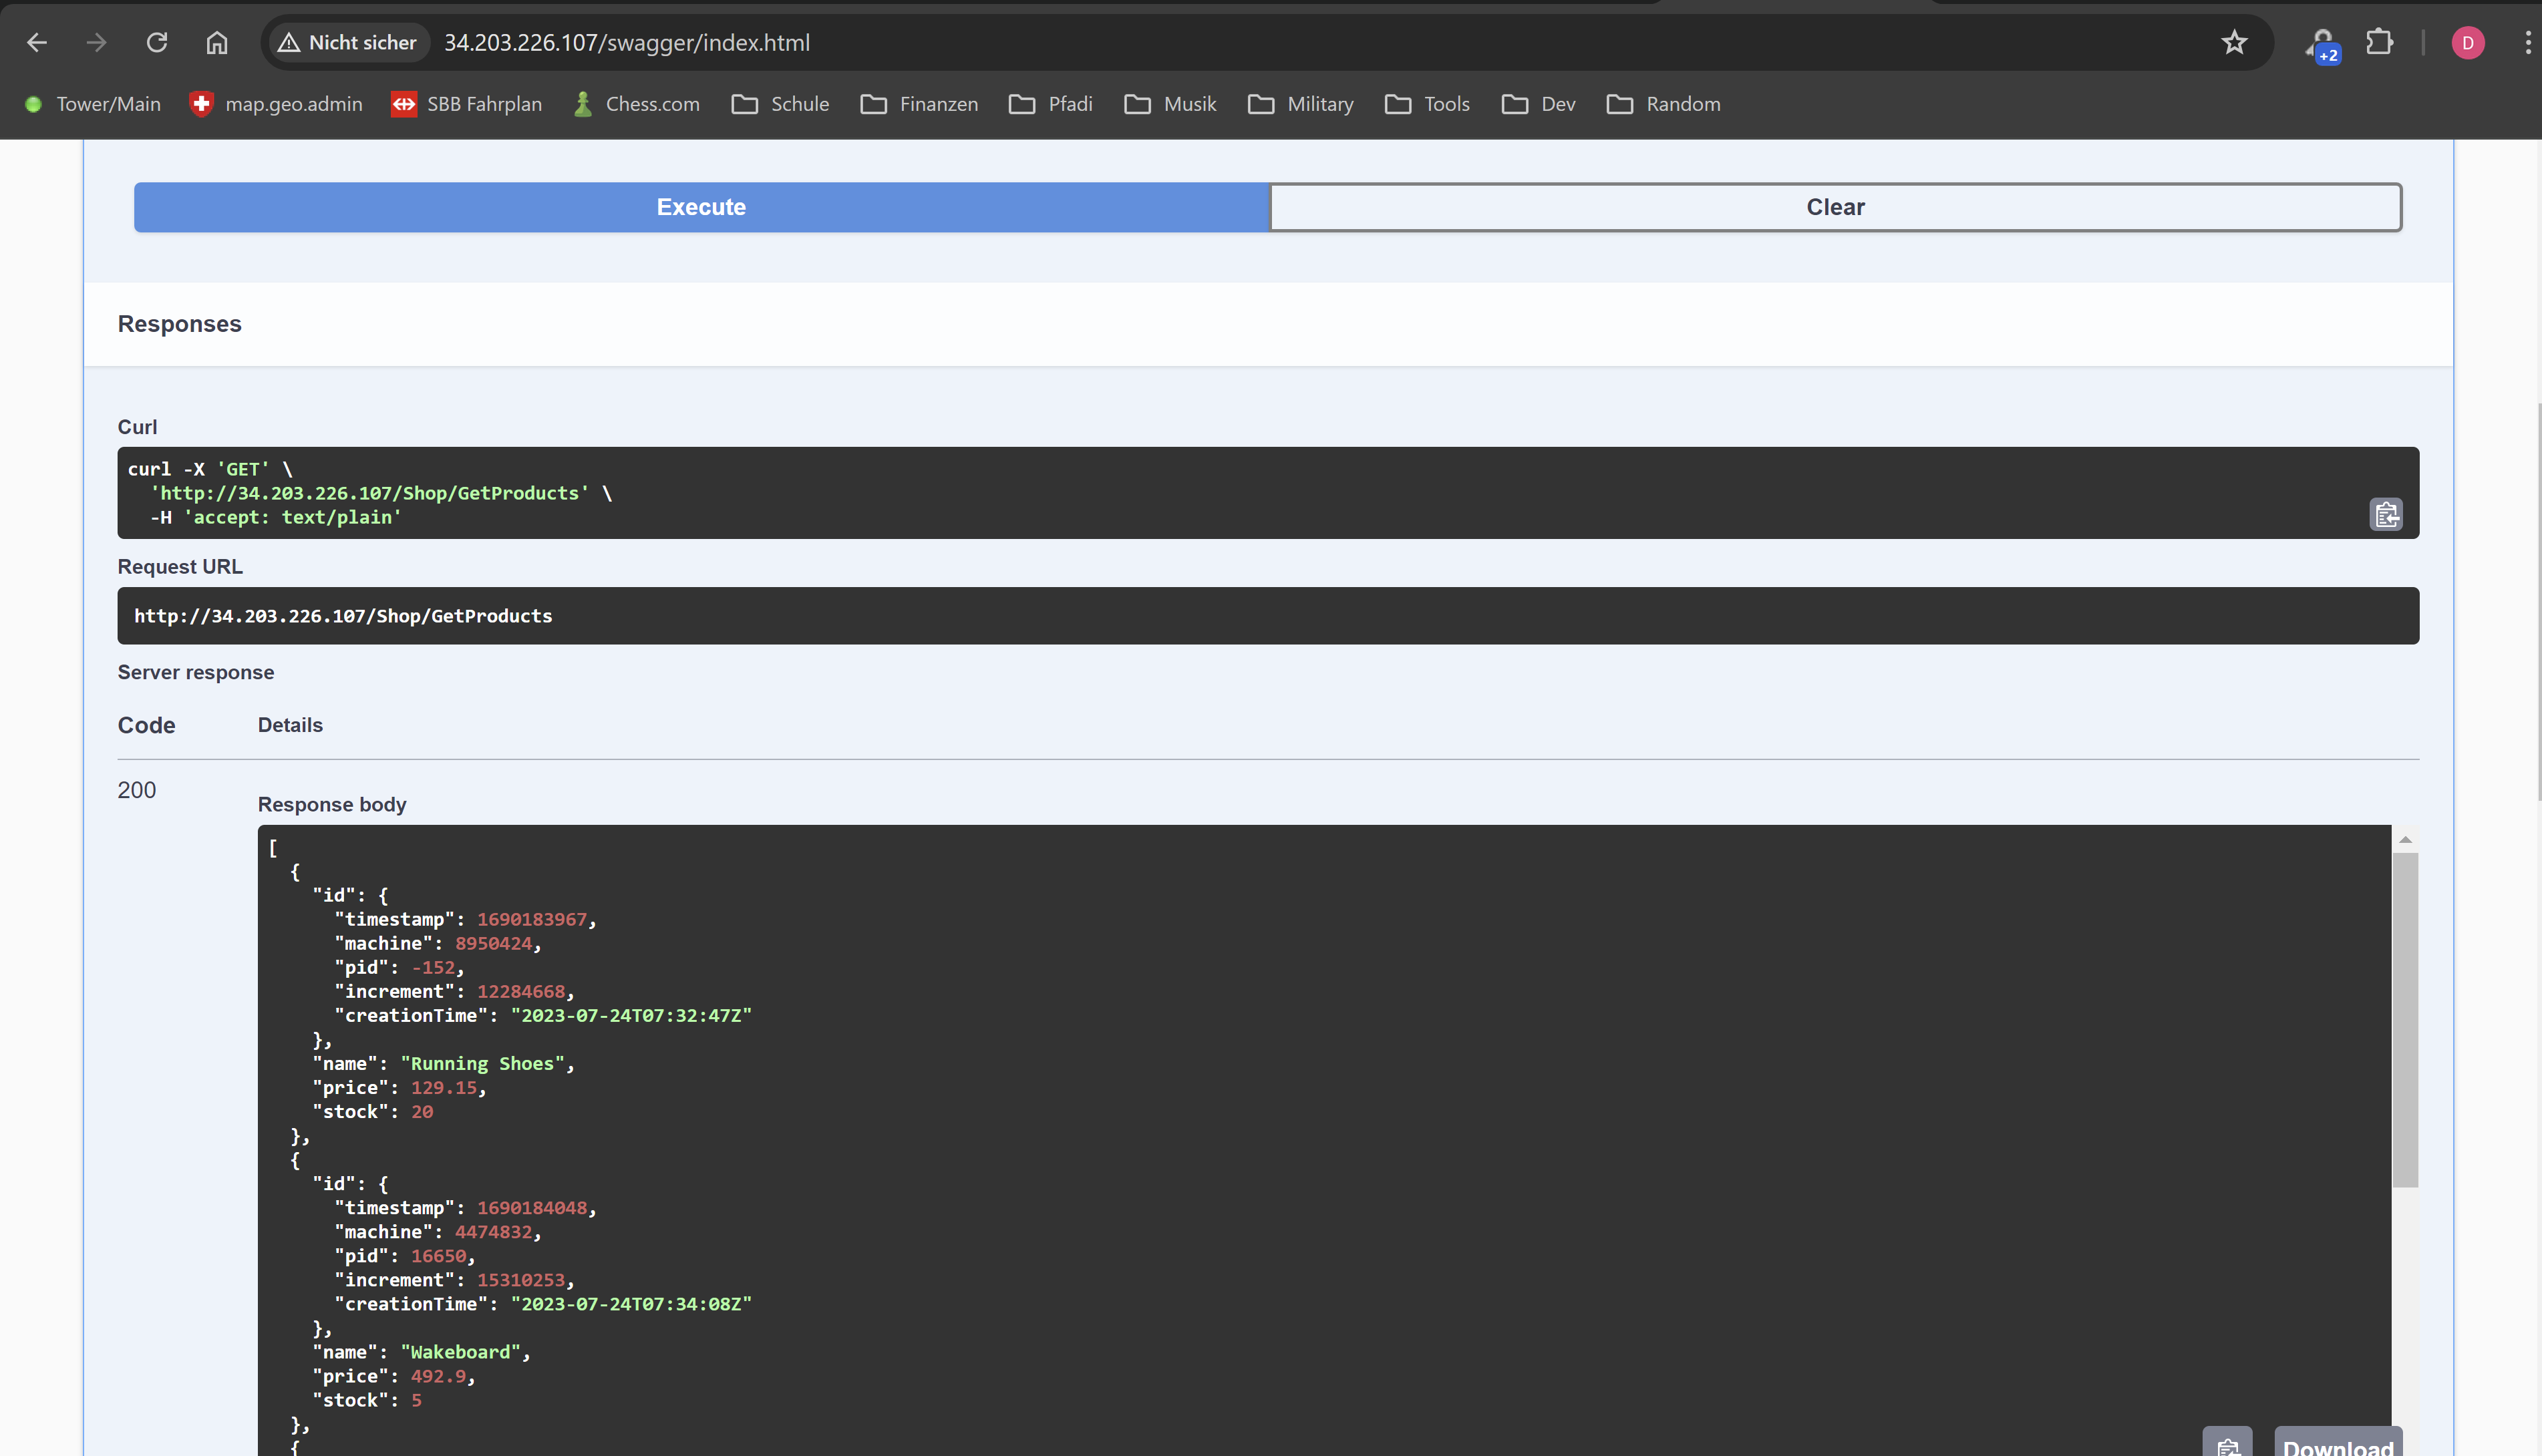 Nicht sicher 34.203.226.107/swagger/index.html +2 D
Tower/Main map.geo.admin SBB Fahrplan Chess.com Schule Finanzen Pfadi Musik Military Tools Dev Random
Execute Clear
Responses
Curl
curl -X 'GET' \
'http://34.203.226.107/Shop/GetProducts' \
-H 'accept: text/plain'
Request URL
http://34.203.226.107/Shop/GetProducts
Server response
Code Details
200
Response body
[
{
"id": {
"timestamp": 1690183967,
"machine": 8950424,
"pid": -152,
"increment": 12284668,
"creationTime": "2023-07-24T07:32:47Z"
},
"name": "Running Shoes",
"price": 129.15,
"stock": 20
},
{
"id": {
"timestamp": 1690184048,
"machine": 4474832,
"pid": 16650,
"increment": 15310253,
"creationTime": "2023-07-24T07:34:08Z"
},
"name": "Wakeboard",
"price": 492.9,
"stock": 5
},
{
Download